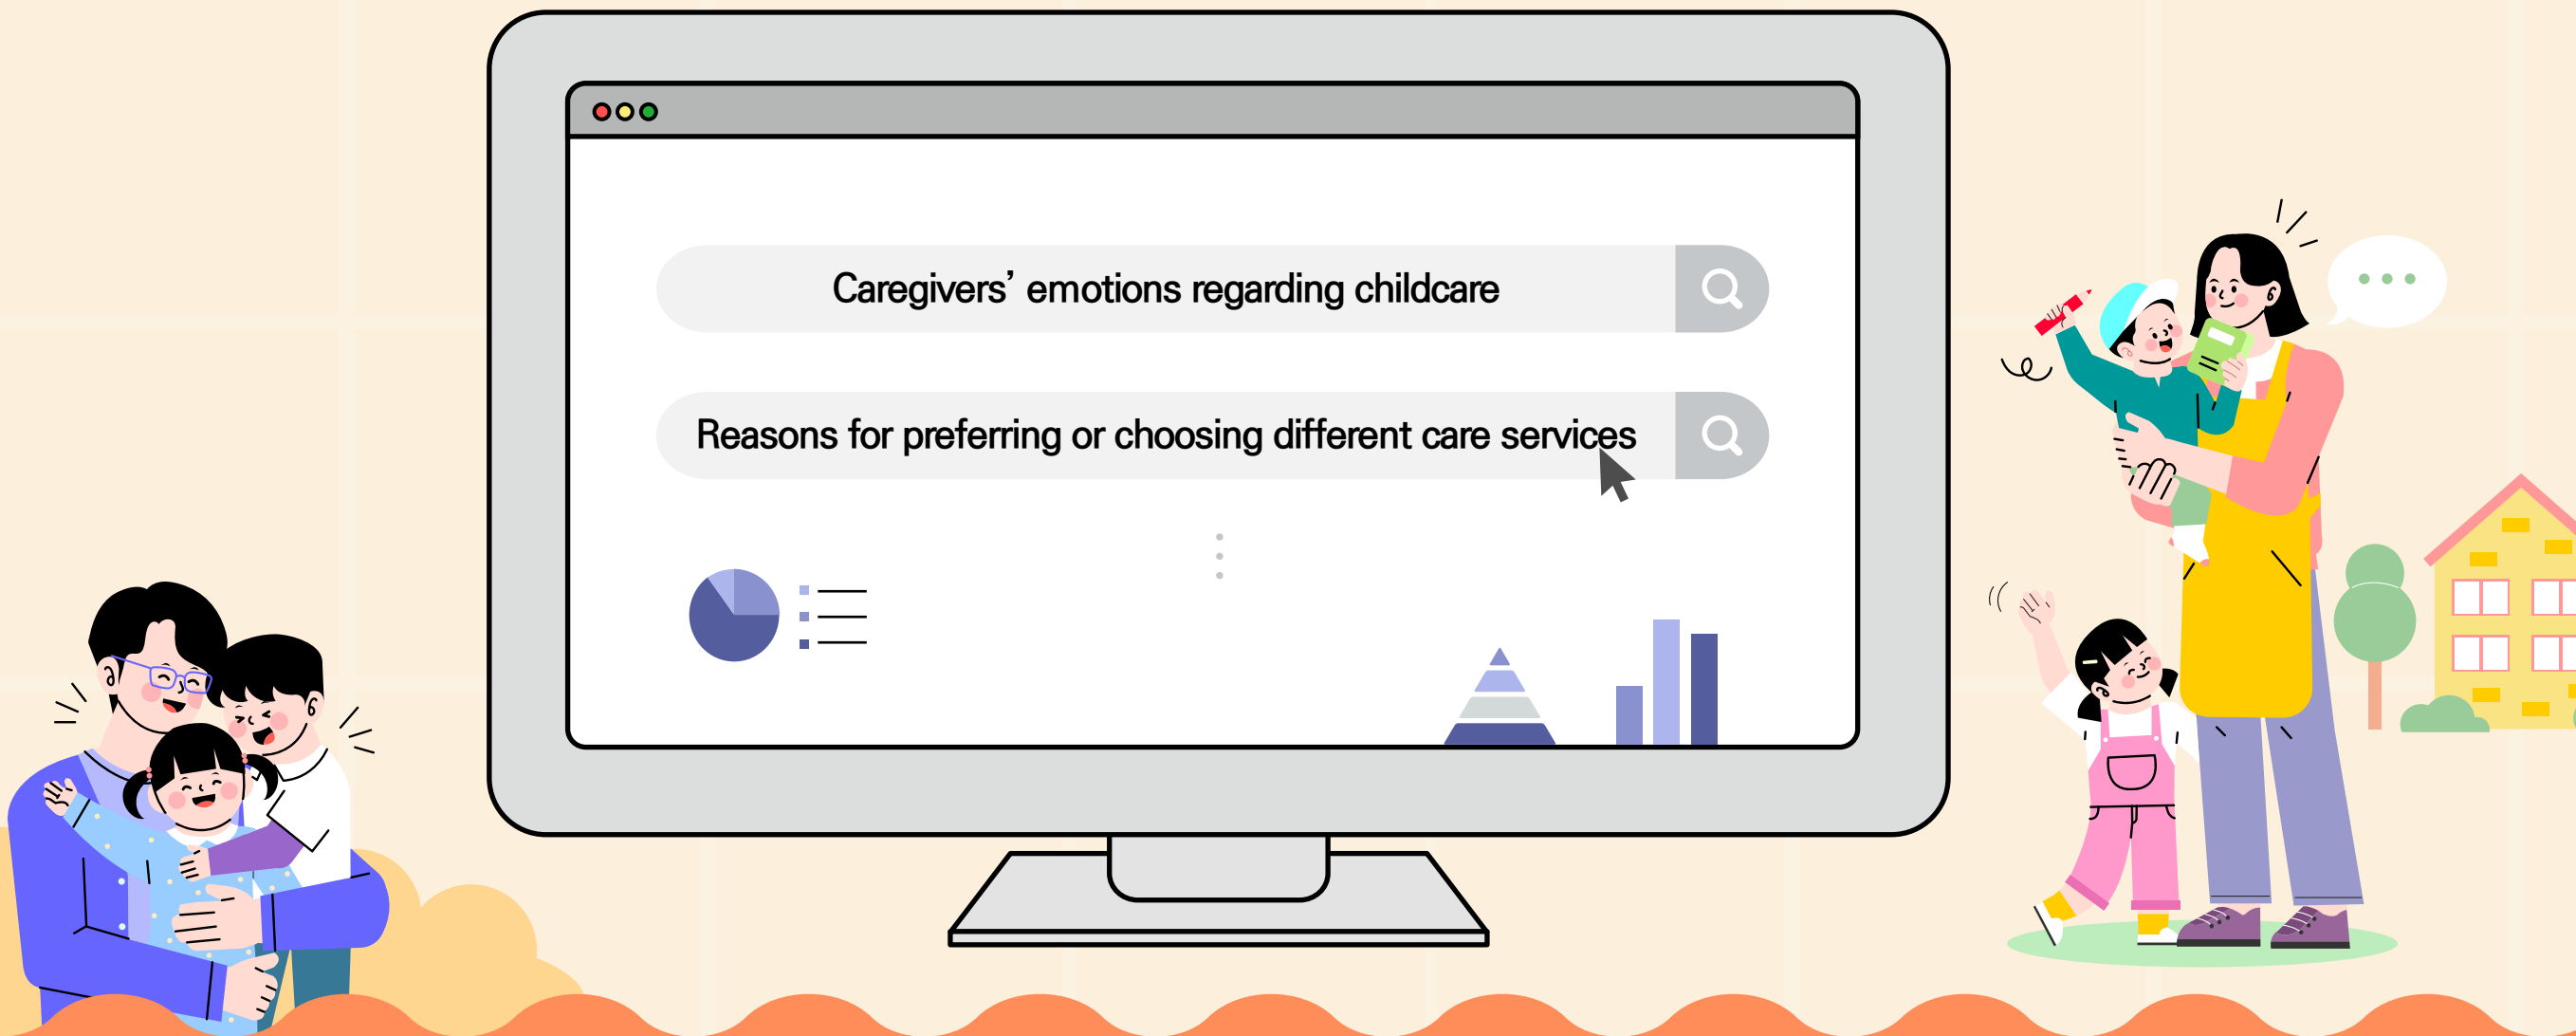 Caregivers’ emotions regarding childcare
Reasons for preferring or choosing different care services